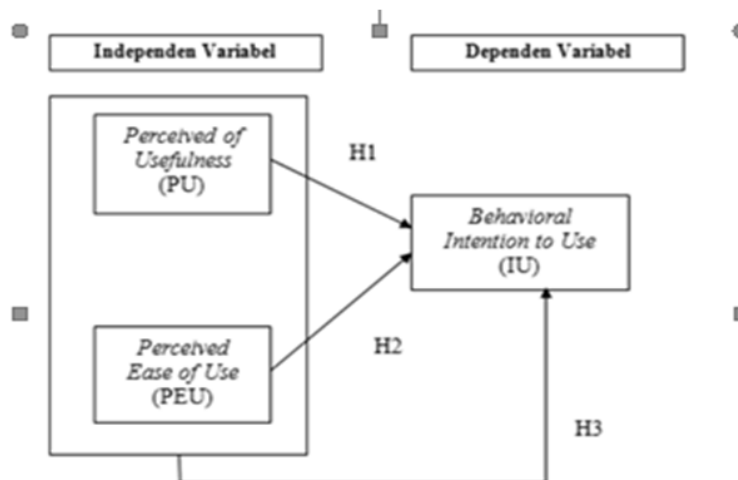 Independen Variabel
Dependen Variabel
Perceived of
Usefulness
(PU)
H1
Behavioral
Intention to Use
(IU)
Perceived
Ease of Use
(PEU)
H2
H3